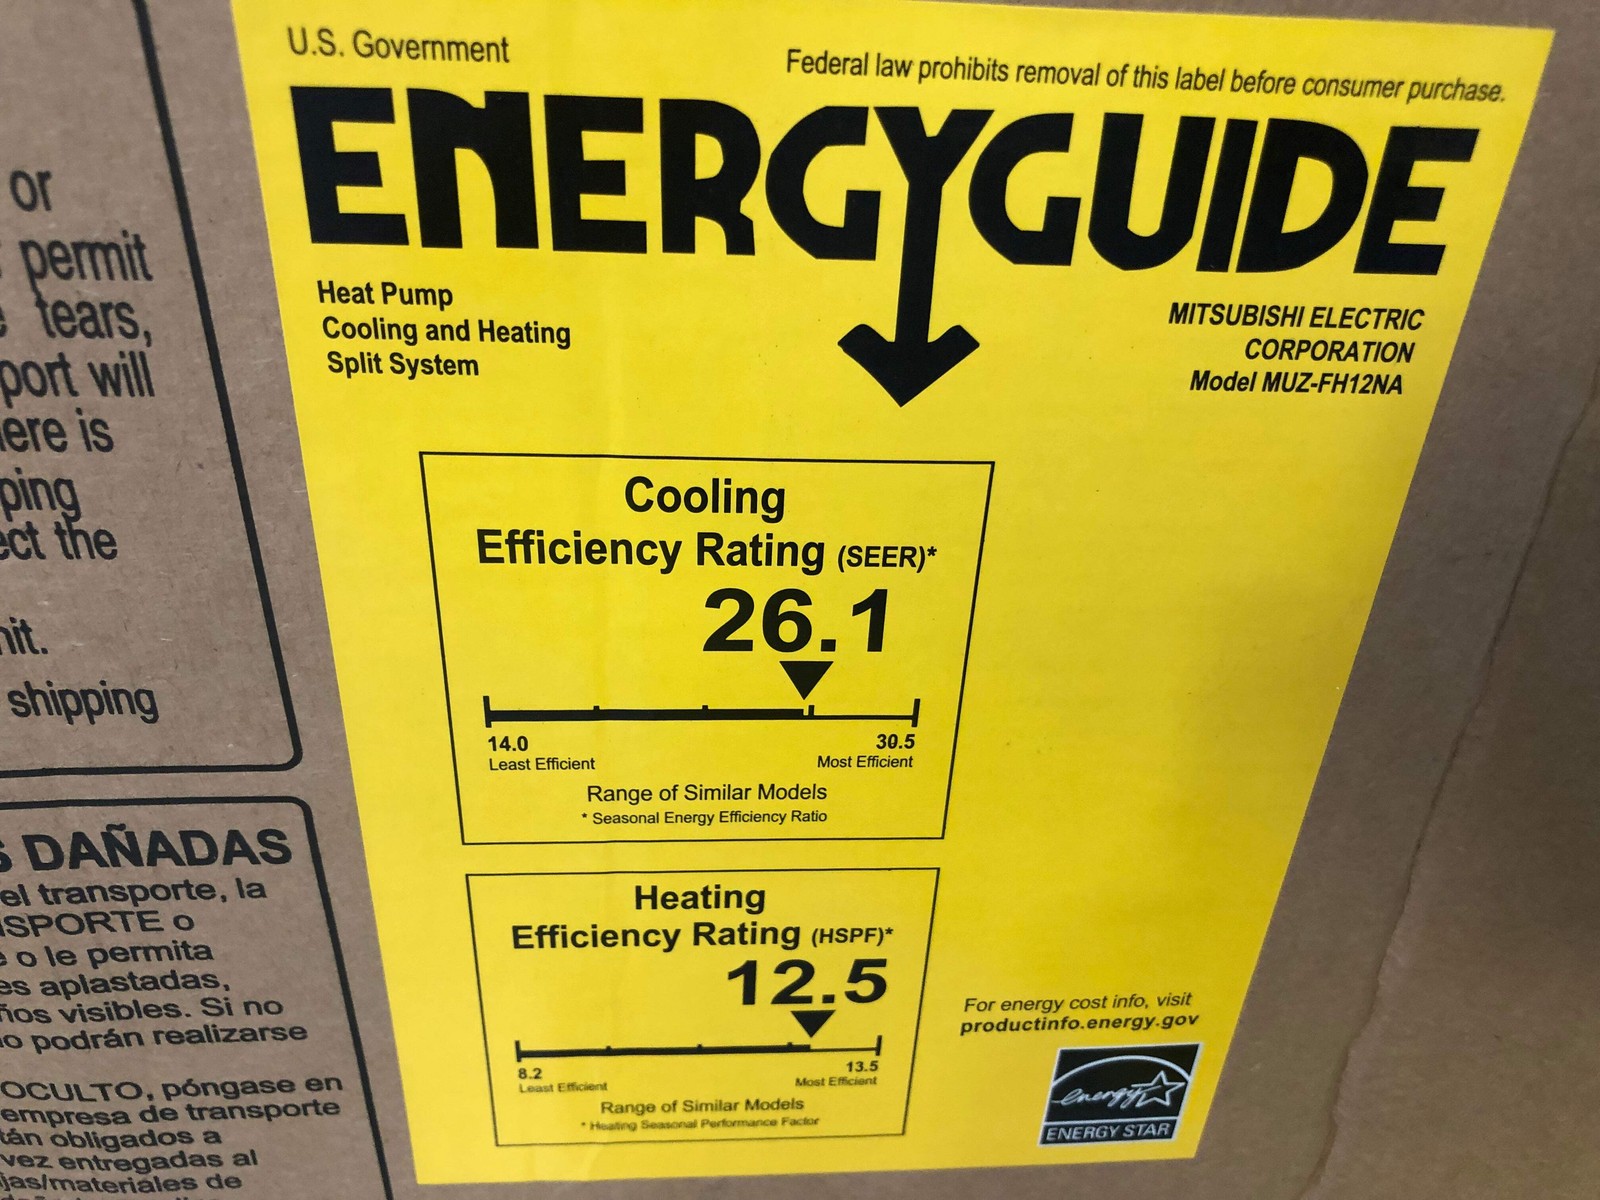 or
permit
tears,
port will
ere is
ping
ect the
nit.
shipping
S DAÑADAS
el transporte, la
NSPORTE o
e o le permita
es aplastadas,
ños visibles. Si no
no podrán realizarse
OCULTO, póngase en
empresa de transporte
tán obligados a
vez entregadas al
jas/materiales de
U.S. Government
Federal law prohibits removal of this label before consumer purchase.
ENERGYGUIDE
Heat Pump
Cooling and Heating
Split System
MITSUBISHI ELECTRIC
CORPORATION
Model MUZ-FH12NA
Cooling
Efficiency Rating (SEER)*
26.1
14.0 30.5
Least Efficient Most Efficient
Range of Similar Models
* Seasonal Energy Efficiency Ratio
Heating
Efficiency Rating (HSPF)*
12.5
8.2 13.5
Least Efficient Most Efficient
Range of Similar Models
* Heating Seasonal Performance Factor
For energy cost info, visit
productinfo.energy.gov
energy
ENERGY STAR